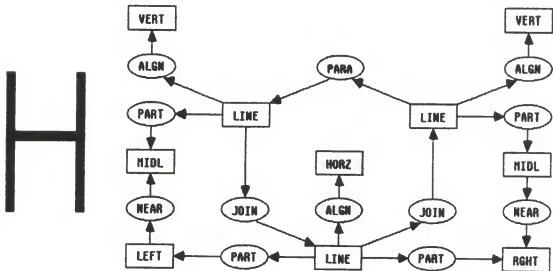 VERT VERT
ALGN PARA ALGN
PART LINE LINE PART
MIDL HORZ MIDL
NEAR JOIN ALGN JOIN NEAR
LEFT PART LINE PART RGHT